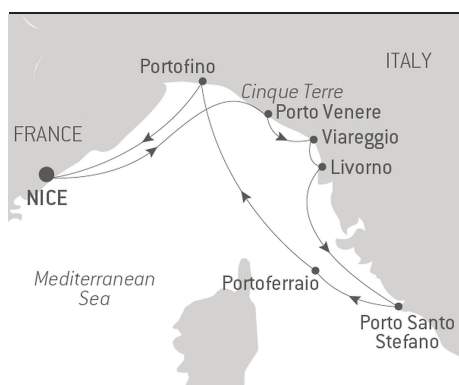 Portofino
ITALY
Cinque Terre
Porto Venere
FRANCE
Viareggio
Livorno
NICE
Mediterranean
Sea
Portoferraio
Porto Santo
Stefano